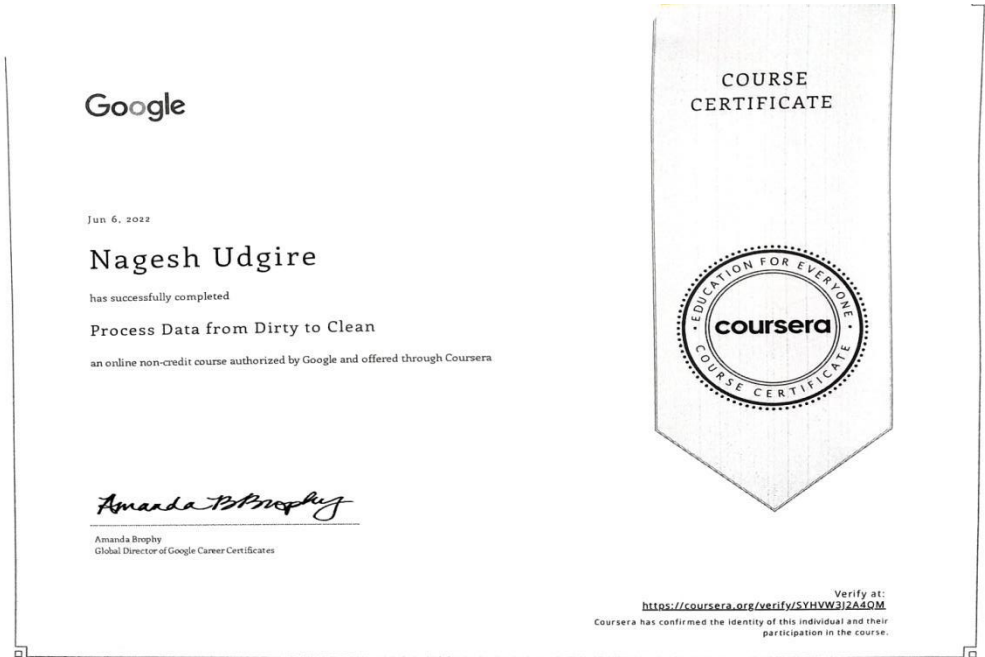 Google
COURSE
CERTIFICATE
Jun 6, 2022
Nagesh Udgire
has successfully completed
Process Data from Dirty to Clean
an online non-credit course authorized by Google and offered through Coursera
EDUCATION FOR EVERYONE
coursera
COURSE CERTIFICATE
Amanda B Brophy
Amanda Brophy
Global Director of Google Career Certificates
Verify at:
https://coursera.org/verify/SYHVW3J2A4QM
Coursera has confirmed the identity of this individual and their
participation in the course.